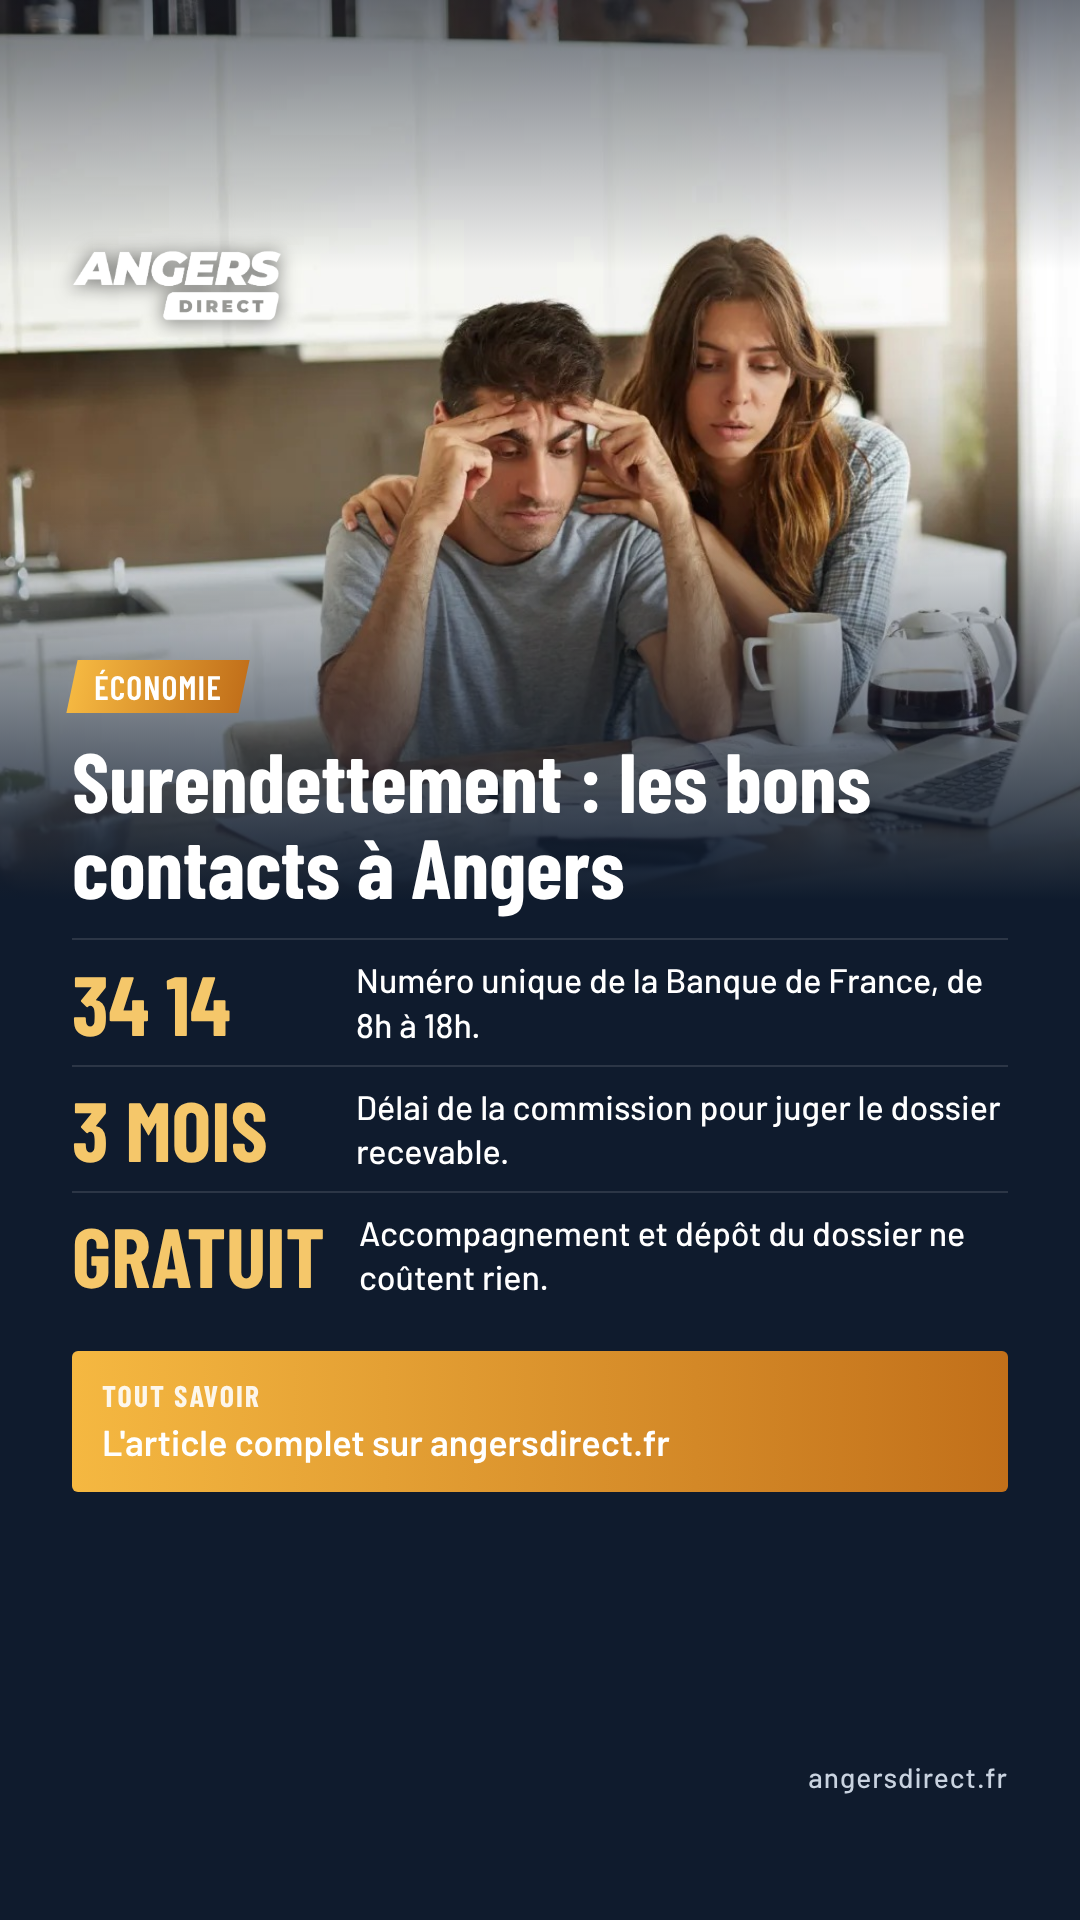 ANGERS
DIRECT
ÉCONOMIE
Surendettement : les bons
contacts à Angers
34 14
Numéro unique de la Banque de France, de
8h à 18h.
3 MOIS
Délai de la commission pour juger le dossier
recevable.
GRATUIT
Accompagnement et dépôt du dossier ne
coûtent rien.
TOUT SAVOIR
L'article complet sur angersdirect.fr
angersdirect.fr